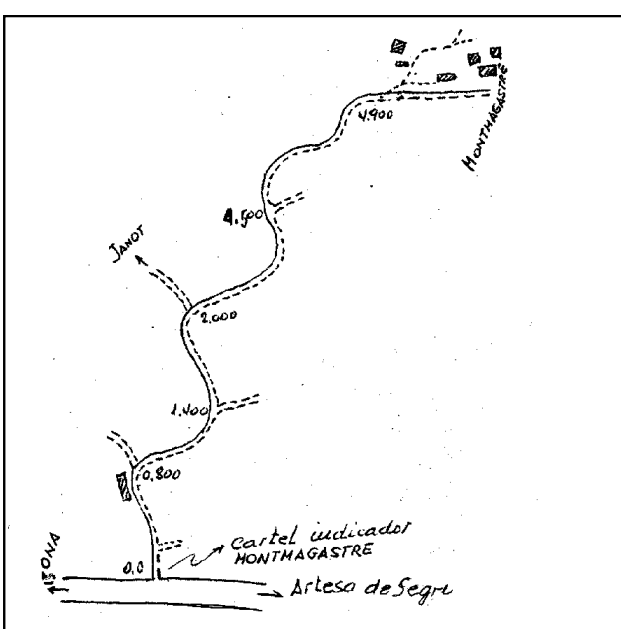 MONTMAGASTRE
4.900
4.500
JANOT
2.000
1.400
0.800
Cartel indicador
MONTMAGASTRE
0.0
Artesa de Segre